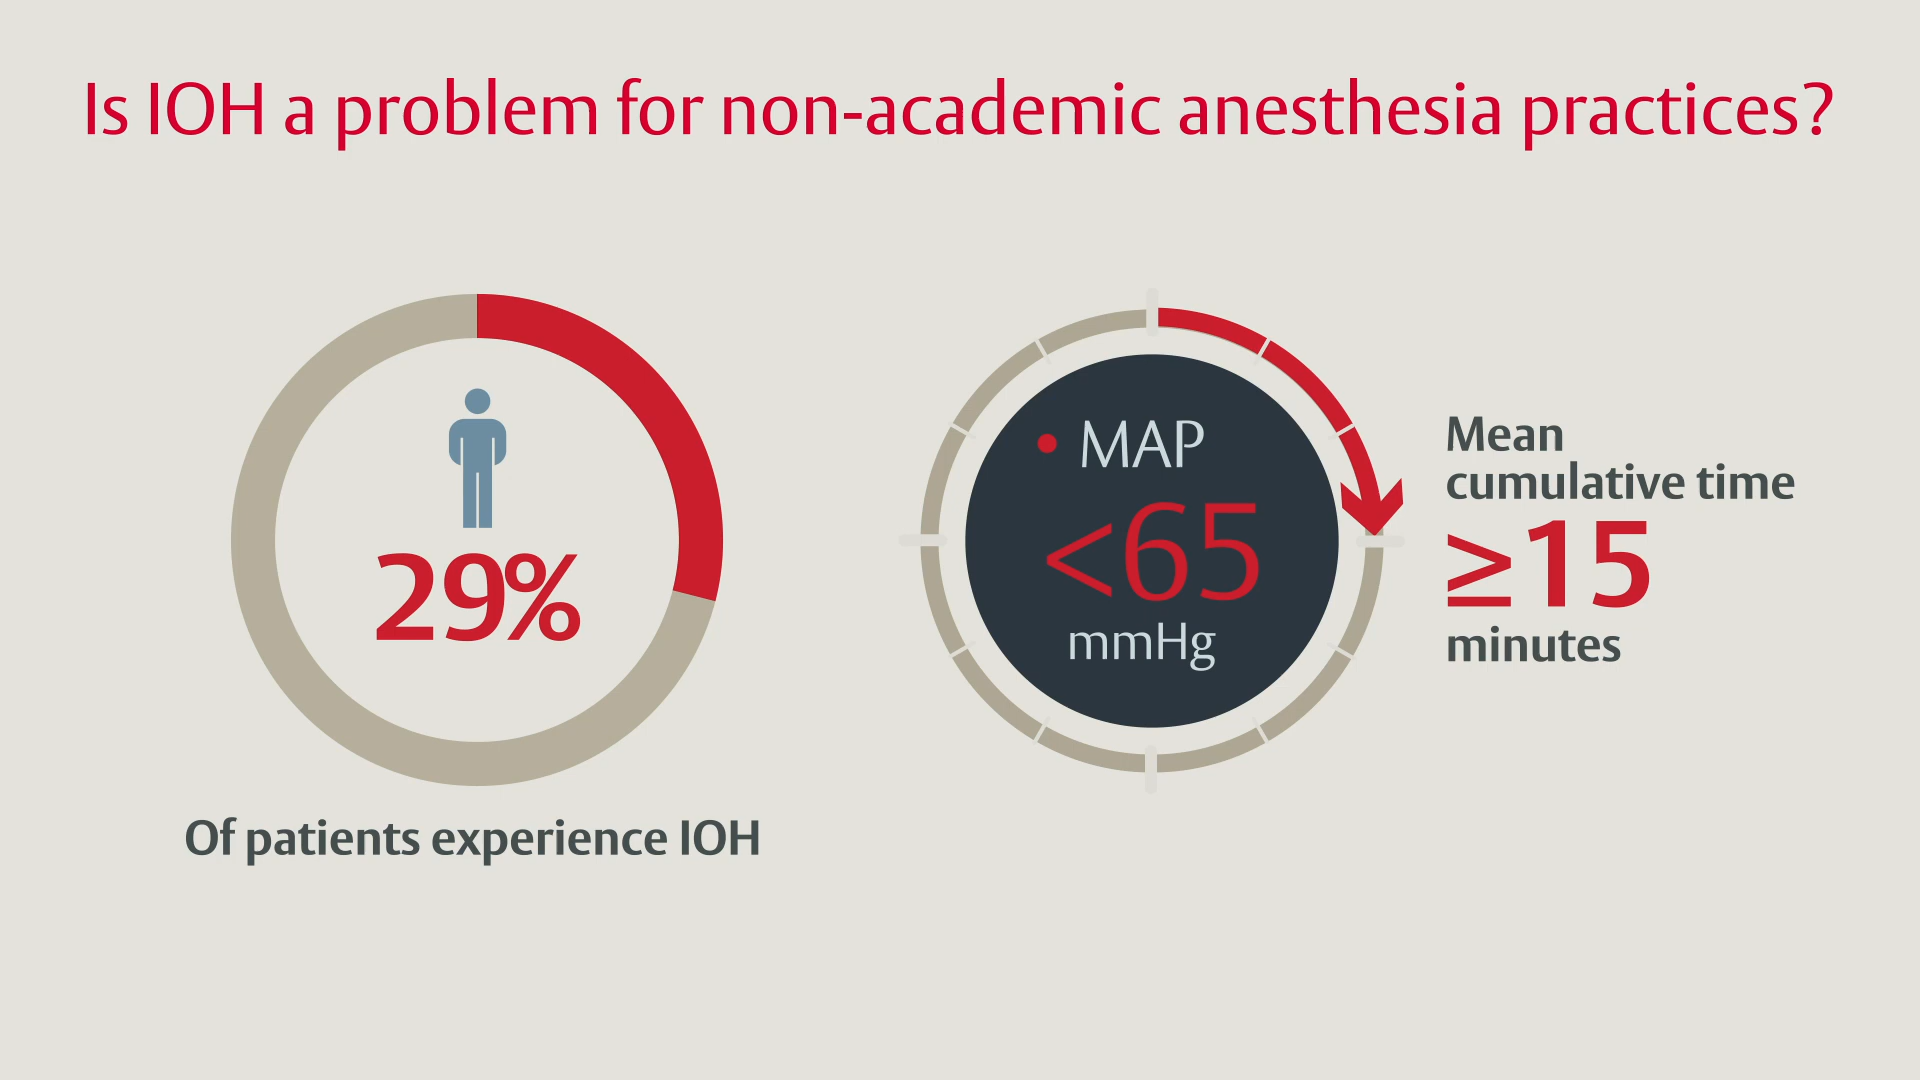 Is IOH a problem for non-academic anesthesia practices?
29%
Of patients experience IOH
MAP
<65
mmHg
Mean
cumulative time
≥15
minutes